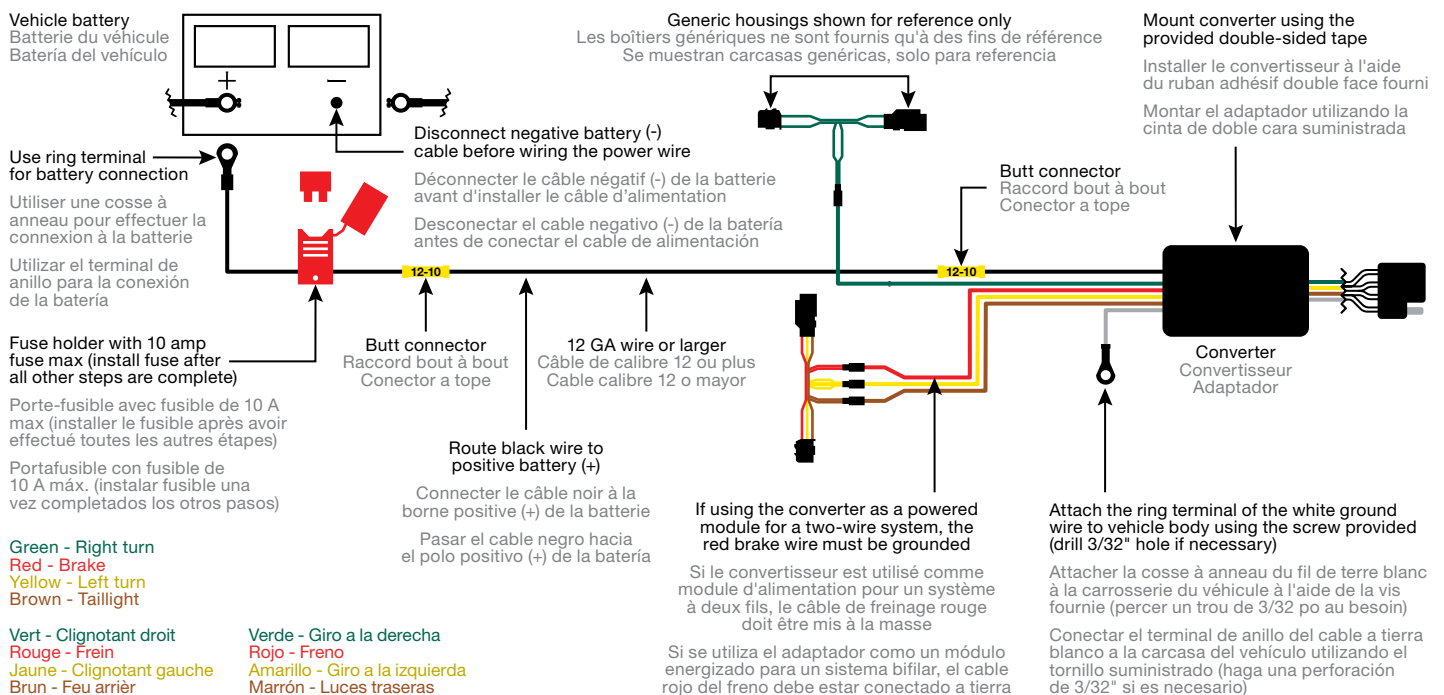 Vehicle battery
Batterie du véhicule
Batería del vehículo
+
–
Use ring terminal
for battery connection
Utiliser une cosse à
anneau pour effectuer la
connexion à la batterie
Utilizar el terminal de
anillo para la conexión
de la batería
Disconnect negative battery (-)
cable before wiring the power wire
Déconnecter le câble négatif (-) de la batterie
avant d'installer le câble d'alimentation
Desconectar el cable negativo (-) de la batería
antes de conectar el cable de alimentación
Generic housings shown for reference only
Les boîtiers génériques ne sont fournis qu'à des fins de référence
Se muestran carcasas genéricas, solo para referencia
Mount converter using the
provided double-sided tape
Installer le convertisseur à l'aide
du ruban adhésif double face fourni
Montar el adaptador utilizando la
cinta de doble cara suministrada
Butt connector
Raccord bout à bout
Conector a tope
12-10
12-10
Fuse holder with 10 amp
fuse max (install fuse after
all other steps are complete)
Porte-fusible avec fusible de 10 A
max (installer le fusible après avoir
effectué toutes les autres étapes)
Portafusible con fusible de
10 A máx. (instalar fusible una
vez completados los otros pasos)
Butt connector
Raccord bout à bout
Conector a tope
12 GA wire or larger
Câble de calibre 12 ou plus
Cable calibre 12 o mayor
Converter
Convertisseur
Adaptador
Route black wire to
positive battery (+)
Connecter le câble noir à la
borne positive (+) de la batterie
Pasar el cable negro hacia
el polo positivo (+) de la batería
If using the converter as a powered
module for a two-wire system, the
red brake wire must be grounded
Si le convertisseur est utilisé comme
module d'alimentation pour un système
à deux fils, le câble de freinage rouge
doit être mis à la masse
Si se utiliza el adaptador como un módulo
energizado para un sistema bifilar, el cable
rojo del freno debe estar conectado a tierra
Attach the ring terminal of the white ground
wire to vehicle body using the screw provided
(drill 3/32" hole if necessary)
Attacher la cosse à anneau du fil de terre blanc
à la carrosserie du véhicule à l'aide de la vis
fournie (percer un trou de 3/32 po au besoin)
Conectar el terminal de anillo del cable a tierra
blanco a la carcasa del vehículo utilizando el
tornillo suministrado (haga una perforación
de 3/32" si es necesario)
Green - Right turn
Red - Brake
Yellow - Left turn
Brown - Taillight
Vert - Clignotant droit
Rouge - Frein
Jaune - Clignotant gauche
Brun - Feu arrièr
Verde - Giro a la derecha
Rojo - Freno
Amarillo - Giro a la izquierda
Marrón - Luces traseras